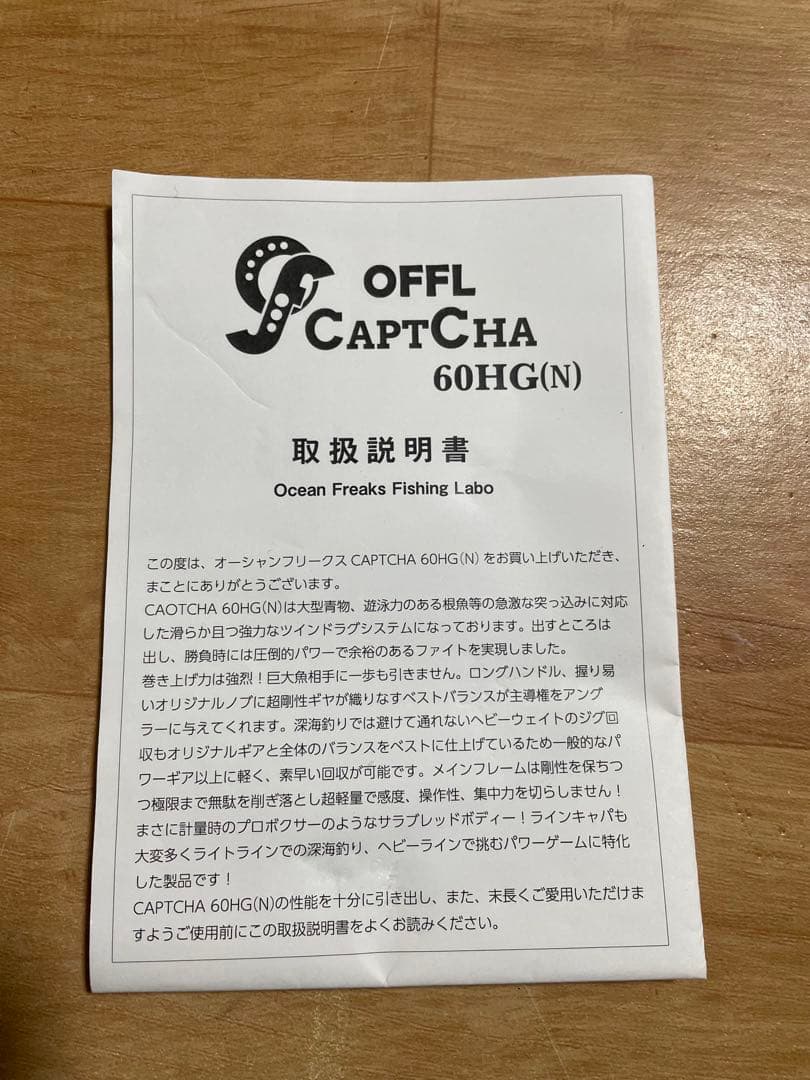 OFFL
CAPTCHA
60HG(N)
取扱説明書
Ocean Freaks Fishing Labo
この度は、オーシャンフリークス CAPTCHA 60HG(N) をお買い上げいただき、
まことにありがとうございます。
CAOTCHA 60HG(N)は大型青物、遊泳力のある根魚等の急激な突っ込みに対応
した滑らか且つ強力なツインドラグシステムになっております。出すところは
出し、勝負時には圧倒的パワーで余裕のあるファイトを実現しました。
巻き上げ力は強烈！巨大魚相手に一歩も引きません。ロングハンドル、握り易
いオリジナルノブに超剛性ギヤが織りなすベストバランスが主導権をアング
ラーに与えてくれます。深海釣りでは避けて通れないヘビーウェイトのジグ回
収もオリジナルギアと全体のバランスをベストに仕上げているため一般的なパ
ワーギア以上に軽く、素早い回収が可能です。メインフレームは剛性を保ちつ
つ極限まで無駄を削ぎ落とし超軽量で感度、操作性、集中力を切らしません！
まさに計量時のプロボクサーのようなサラブレッドボディー！ラインキャパも
大変多くライトラインでの深海釣り、ヘビーラインで挑むパワーゲームに特化
した製品です！
CAPTCHA 60HG(N)の性能を十分に引き出し、また、末長くご愛用いただけま
すようご使用前にこの取扱説明書をよくお読みください。